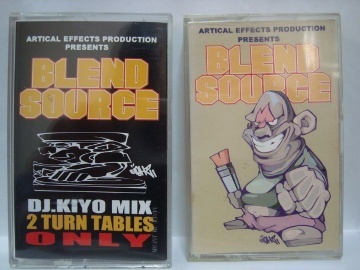 ARTICAL EFFECTS PRODUCTION
PRESENTS
BLEND
SOURCE
DJ.KIYO MIX
2 TURN TABLES
ONLY
ARTICAL EFFECTS PRODUCTION
PRESENTS
BLEND
SOURCE